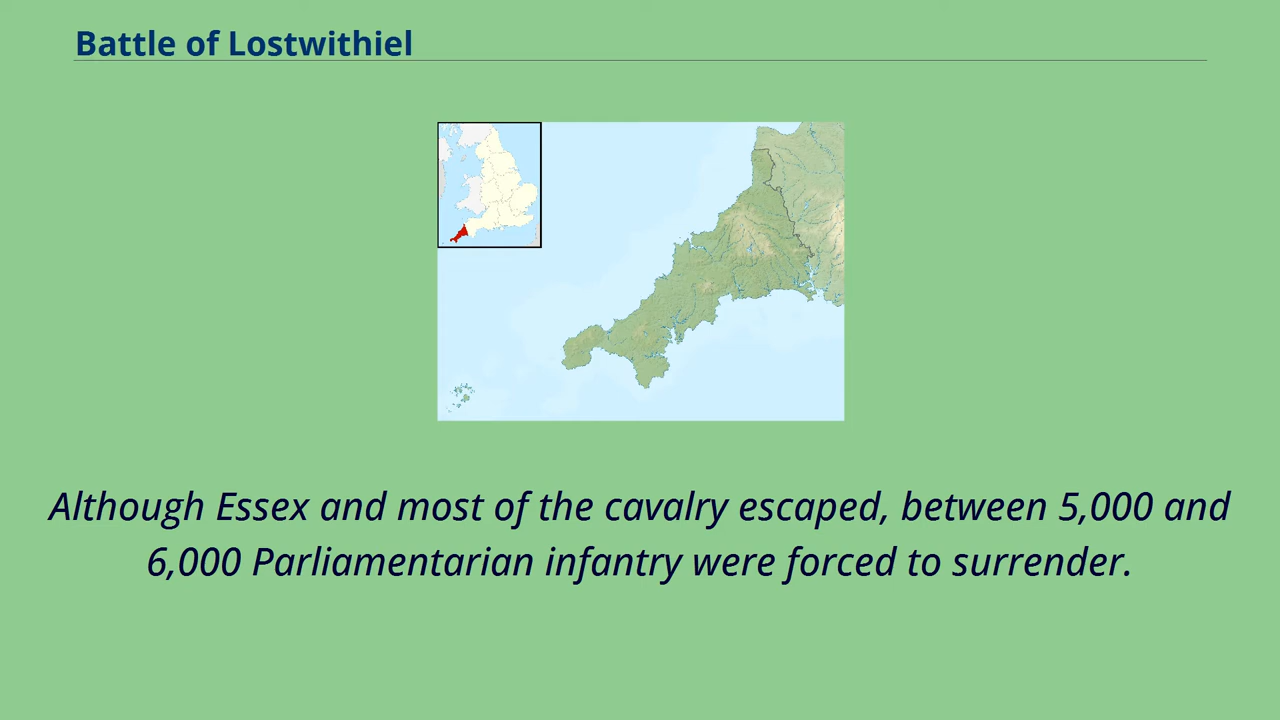 Battle of Lostwithiel
Although Essex and most of the cavalry escaped, between 5,000 and
6,000 Parliamentarian infantry were forced to surrender.